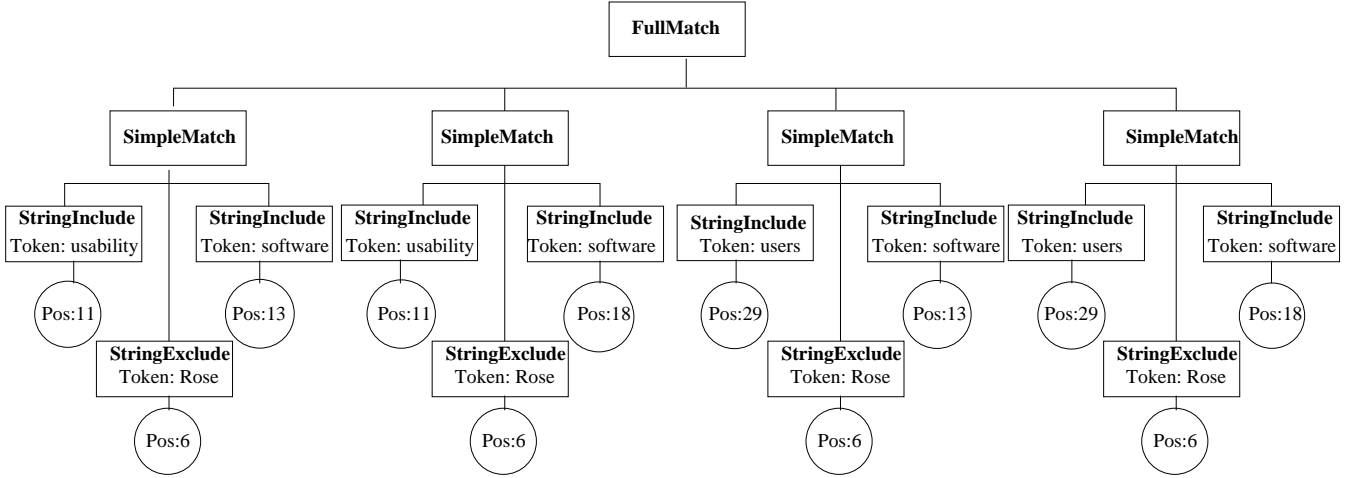 FullMatch
SimpleMatch
SimpleMatch
SimpleMatch
SimpleMatch
StringInclude
Token: usability
StringInclude
Token: software
StringInclude
Token: usability
StringInclude
Token: software
StringInclude
Token: users
StringInclude
Token: software
StringInclude
Token: users
StringInclude
Token: software
Pos:11
Pos:13
Pos:11
Pos:18
Pos:29
Pos:13
Pos:29
Pos:18
StringExclude
Token: Rose
StringExclude
Token: Rose
StringExclude
Token: Rose
StringExclude
Token: Rose
Pos:6
Pos:6
Pos:6
Pos:6